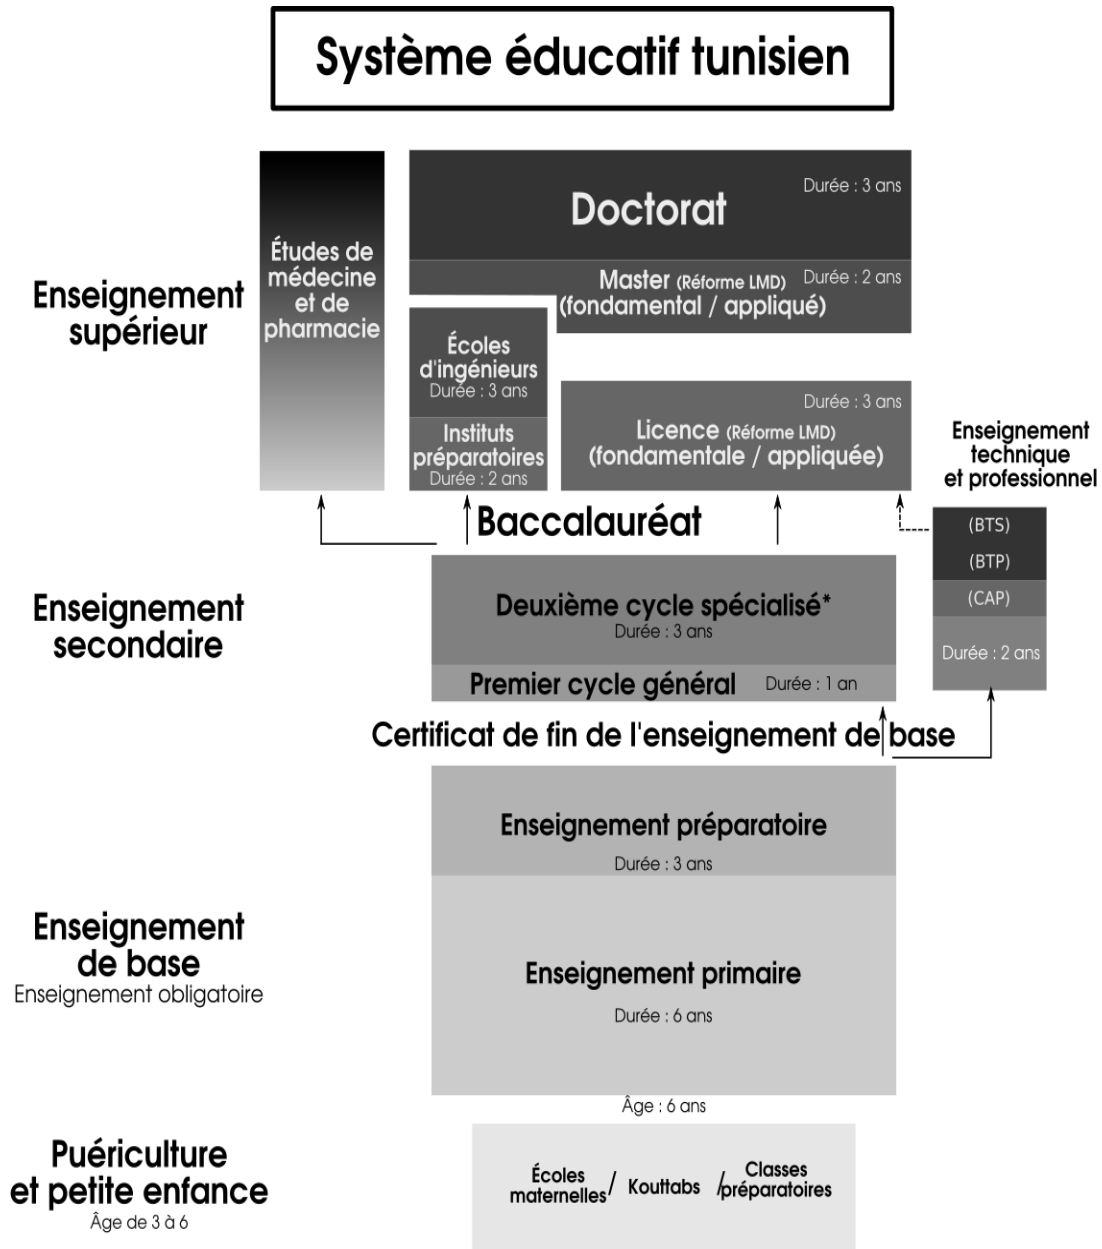 Système éducatif tunisien
Études de
médecine
et de
pharmacie
Doctorat
Durée : 3 ans
Master (Réforme LMD) Durée : 2 ans
(fondamental / appliqué)
Enseignement
supérieur
Écoles
d'ingénieurs
Durée : 3 ans
Instituts
préparatoires
Durée : 2 ans
Durée : 3 ans
Licence (Réforme LMD)
(fondamentale / appliquée)
Enseignement
technique
et professionnel
(BTS)
(BTP)
(CAP)
Durée : 2 ans
Baccalauréat
Enseignement
secondaire
Deuxième cycle spécialisé*
Durée : 3 ans
Premier cycle général Durée : 1 an
Certificat de fin de l'enseignement de base
Enseignement préparatoire
Durée : 3 ans
Enseignement
de base
Enseignement obligatoire
Enseignement primaire
Durée : 6 ans
Âge : 6 ans
Puériculture
et petite enfance
Âge de 3 à 6
Écoles
maternelles
/ Kouttabs /
Classes
préparatoires